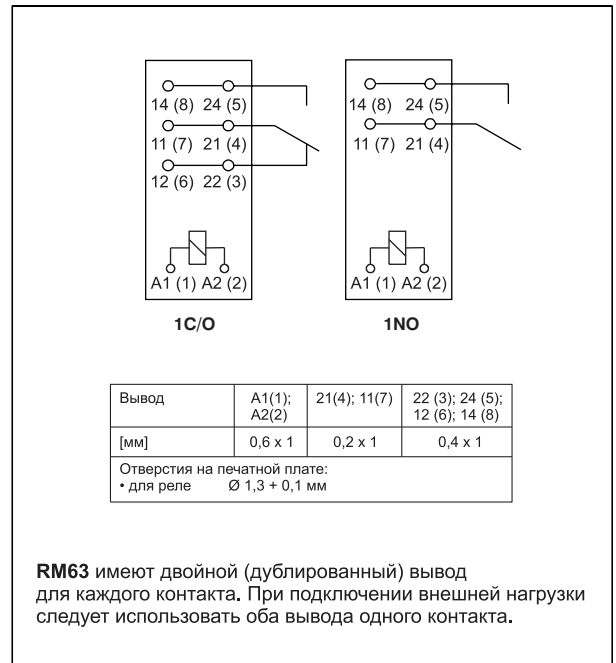 14 (8) 24 (5)
11 (7) 21 (4)
12 (6) 22 (3)
A1 (1) A2 (2)
1C/O
14 (8) 24 (5)
11 (7) 21 (4)
A1 (1) A2 (2)
1NO
Вывод A1(1); A2(2) 21(4); 11(7) 22 (3); 24 (5); 12 (6); 14 (8)
[мм] 0,6 x 1 0,2 x 1 0,4 x 1
Отверстия на печатной плате:
• для реле Ø 1,3 + 0,1 мм
RM63 имеют двойной (дублированный) вывод
для каждого контакта. При подключении внешней нагрузки
следует использовать оба вывода одного контакта.